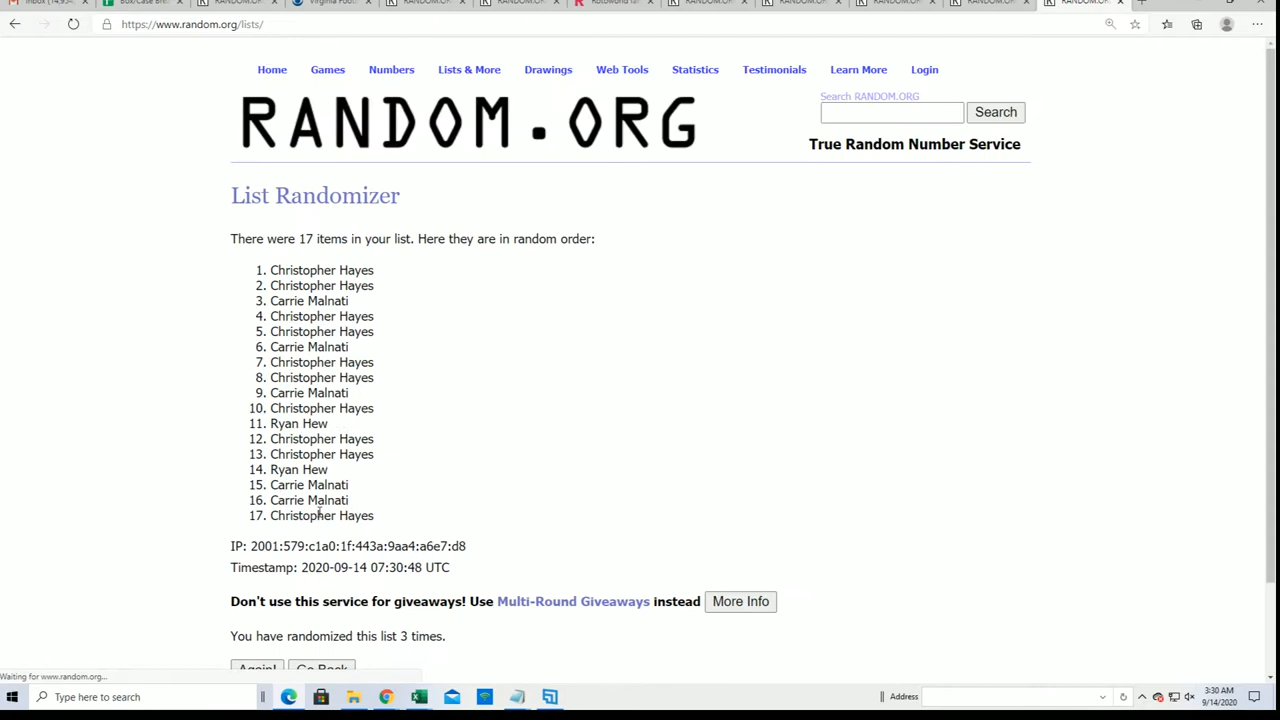 https://www.random.org/lists/
Home Games Numbers Lists & More Drawings Web Tools Statistics Testimonials Learn More Login
Search RANDOM.ORG
RANDOM.ORG
Search
True Random Number Service
List Randomizer
There were 17 items in your list. Here they are in random order:
1. Christopher Hayes
2. Christopher Hayes
3. Carrie Malnati
4. Christopher Hayes
5. Christopher Hayes
6. Carrie Malnati
7. Christopher Hayes
8. Christopher Hayes
9. Carrie Malnati
10. Christopher Hayes
11. Ryan Hew
12. Christopher Hayes
13. Christopher Hayes
14. Ryan Hew
15. Carrie Malnati
16. Carrie Malnati
17. Christopher Hayes
IP: 2001:579:c1a0:1f:443a:9aa4:a6e7:d8
Timestamp: 2020-09-14 07:30:48 UTC
Don't use this service for giveaways! Use Multi-Round Giveaways instead More Info
You have randomized this list 3 times.
Again! Go Back
Waiting for www.random.org...
Type here to search
Address
3:30 AM
9/14/2020